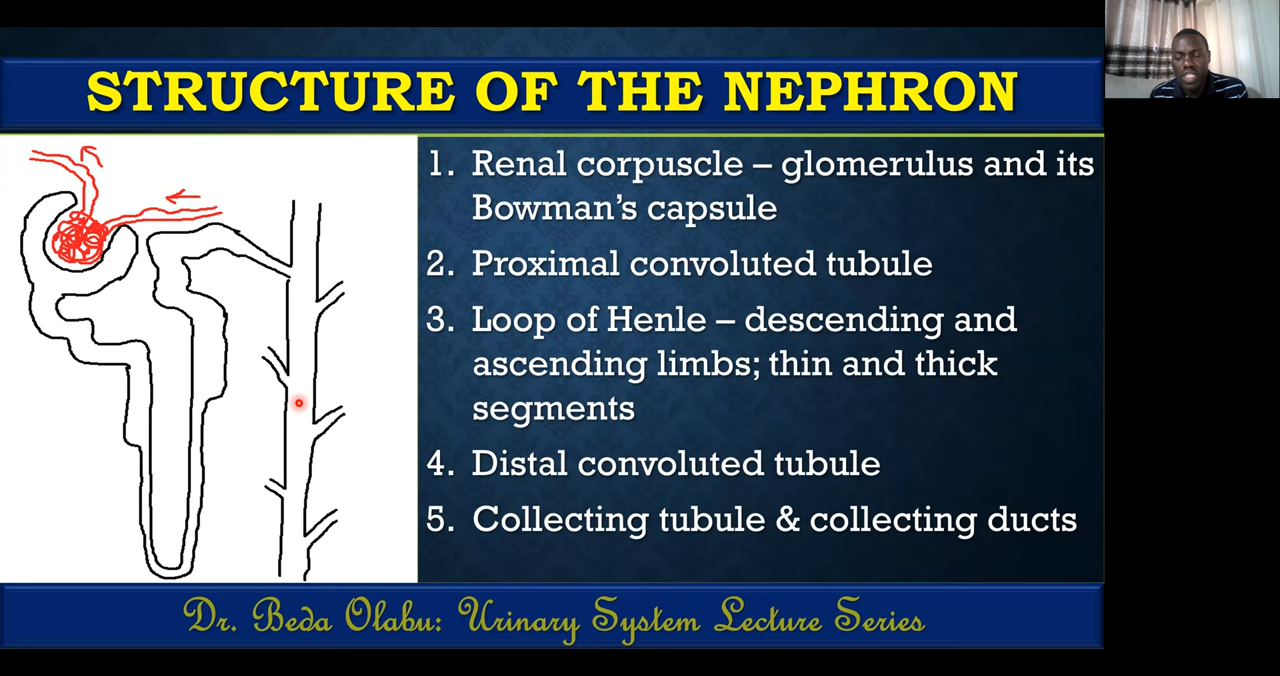 STRUCTURE OF THE NEPHRON
1. Renal corpuscle – glomerulus and its
Bowman's capsule
2. Proximal convoluted tubule
3. Loop of Henle – descending and
ascending limbs; thin and thick
segments
4. Distal convoluted tubule
5. Collecting tubule & collecting ducts
Dr. Beda Olabu: Urinary System Lecture Series